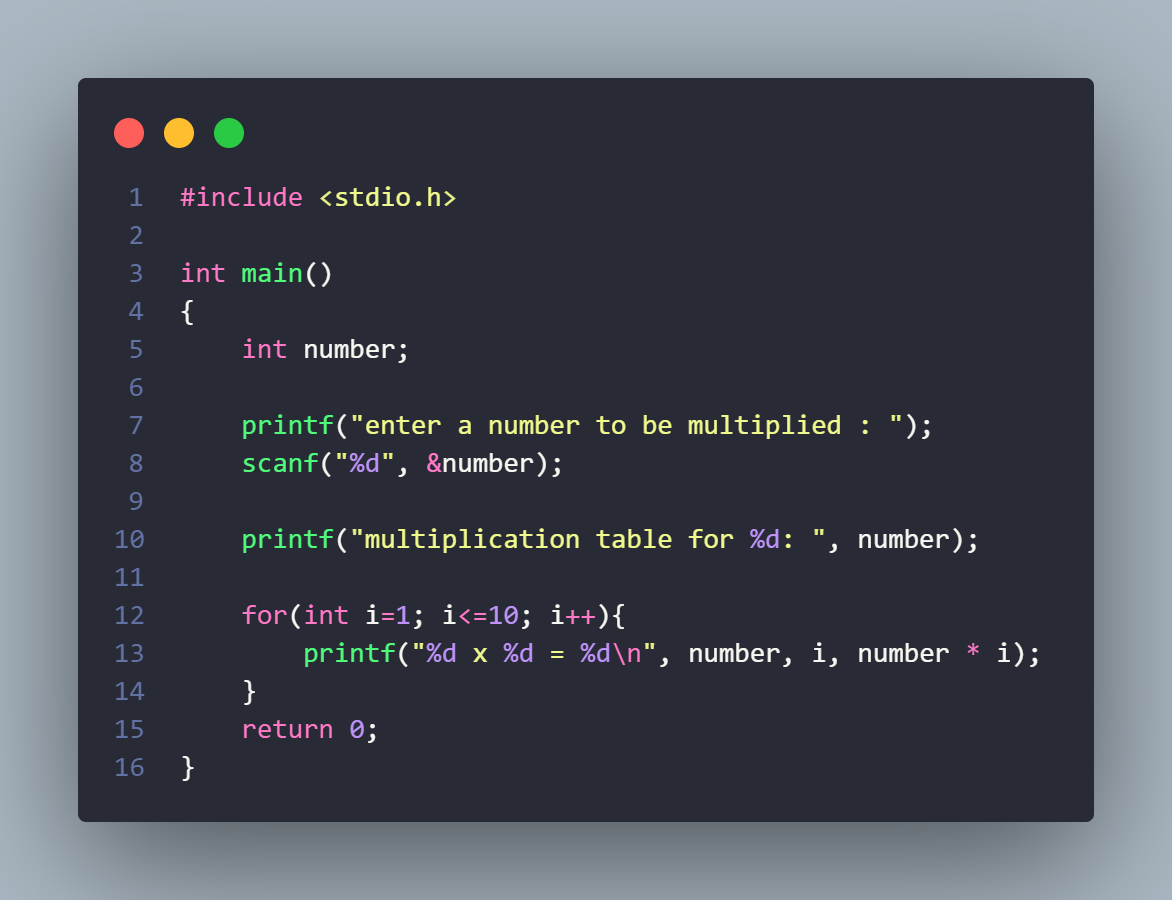 1 #include <stdio.h>
2
3 int main()
4 {
5     int number;
6
7     printf("enter a number to be multiplied : ");
8     scanf("%d", &number);
9
10     printf("multiplication table for %d: ", number);
11
12     for(int i=1; i<=10; i++){
13         printf("%d x %d = %d\n", number, i, number * i);
14     }
15     return 0;
16 }